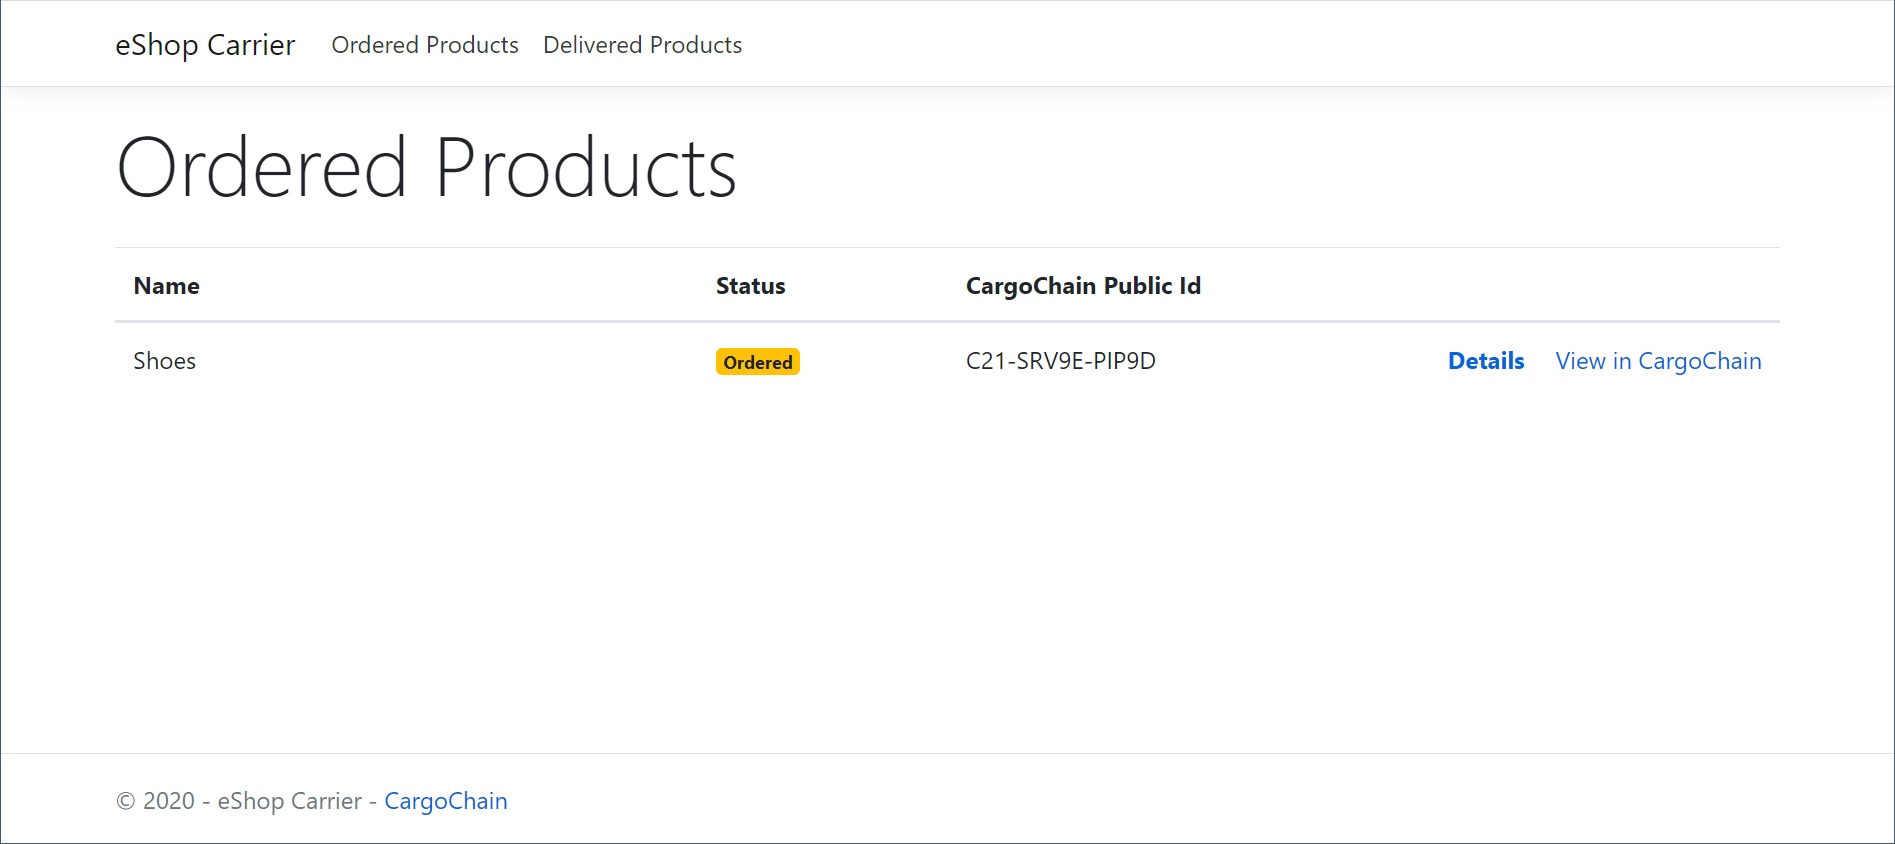 eShop Carrier Ordered Products Delivered Products
Ordered Products
Name Status CargoChain Public Id
Shoes Ordered C21-SRV9E-PIP9D Details View in CargoChain
© 2020 - eShop Carrier - CargoChain